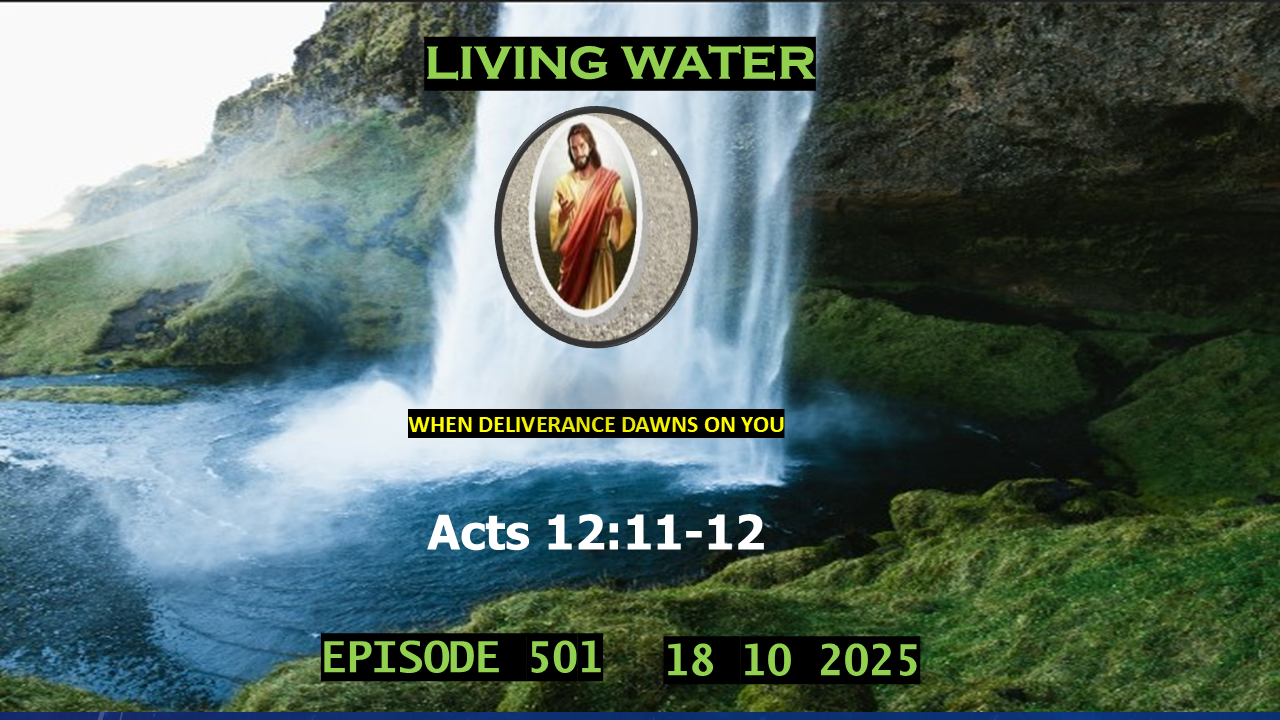 LIVING WATER
WHEN DELIVERANCE DAWNS ON YOU
Acts 12:11-12
EPISODE 501
18 10 2025